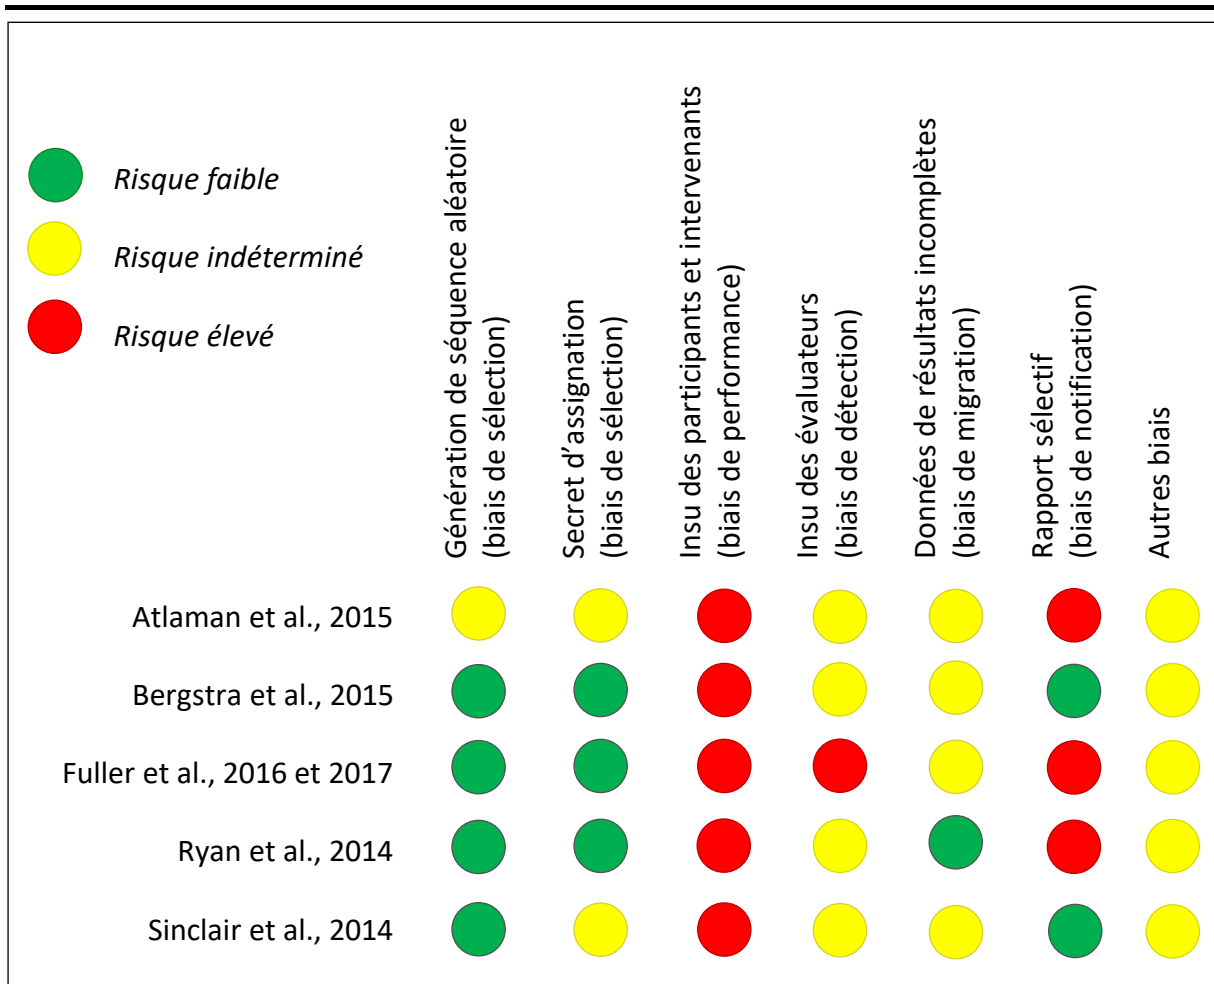 Risque faible
Risque indéterminé
Risque élevé
Génération de séquence aléatoire
(biais de sélection)
Secret d’assignation
(biais de sélection)
Insu des participants et intervenants
(biais de performance)
Insu des évaluateurs
(biais de détection)
Données de résultats incomplètes
(biais de migration)
Rapport sélectif
(biais de notification)
Autres biais
Atlaman et al., 2015
Bergstra et al., 2015
Fuller et al., 2016 et 2017
Ryan et al., 2014
Sinclair et al., 2014